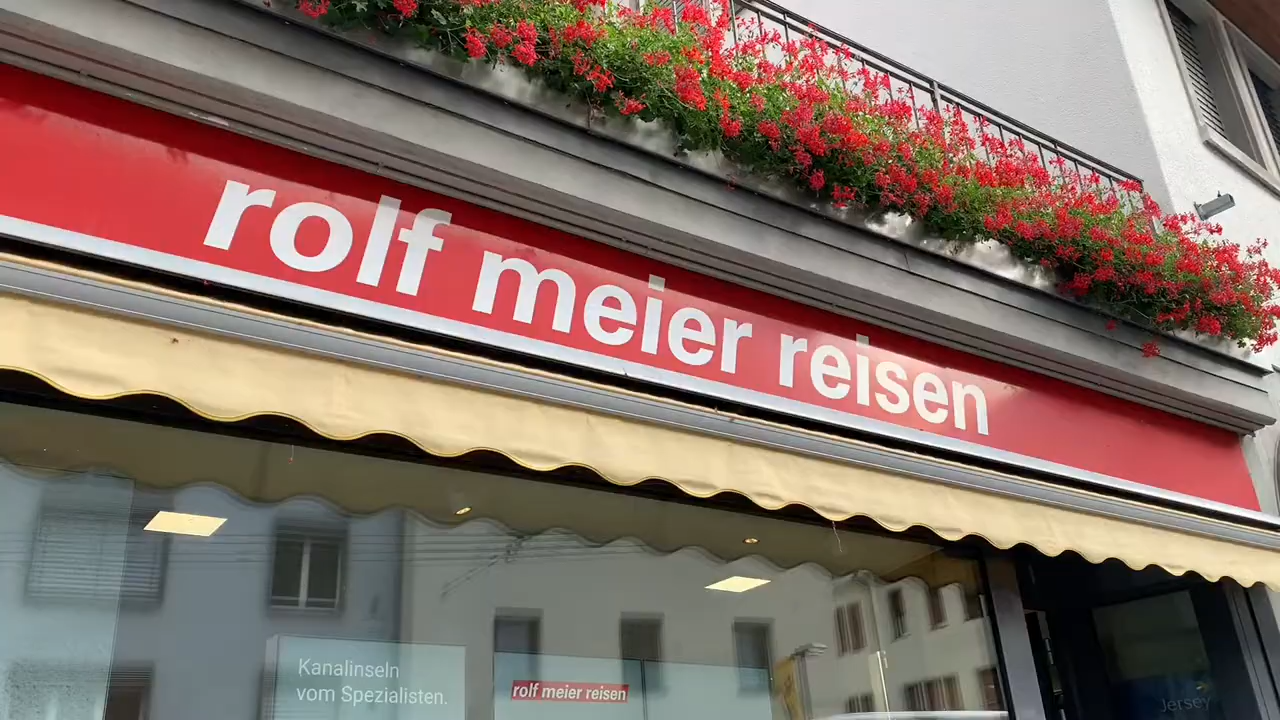 rolf meier reisen
Kanalinseln
vom Spezialisten.
rolf meier reisen
Jersey